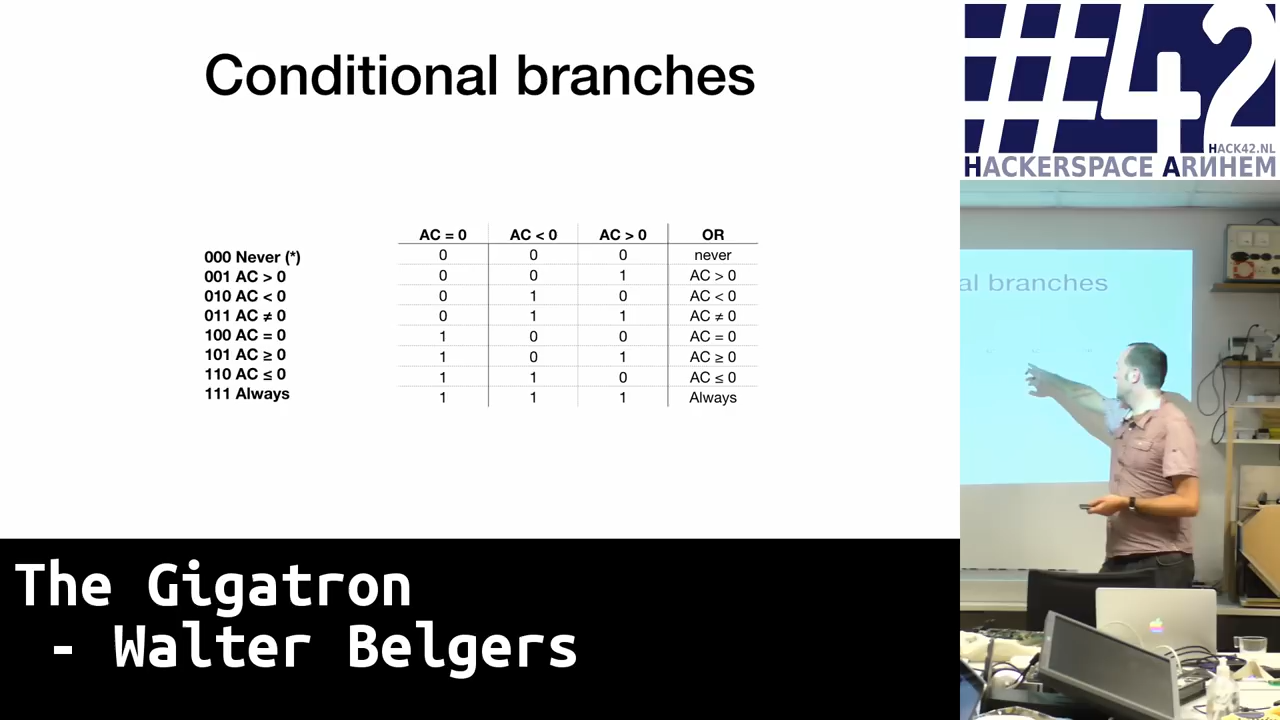 Conditional branches
000 Never (*)
001 AC > 0
010 AC < 0
011 AC ≠ 0
100 AC = 0
101 AC ≥ 0
110 AC ≤ 0
111 Always
AC = 0 AC < 0 AC > 0 OR
0 0 0 never
0 0 1 AC > 0
0 1 0 AC < 0
0 1 1 AC ≠ 0
1 0 0 AC = 0
1 0 1 AC ≥ 0
1 1 0 AC ≤ 0
1 1 1 Always
The Gigatron
- Walter Belgers
#42
HACK42.NL
HACKERSPACE ARИHEM
al branches